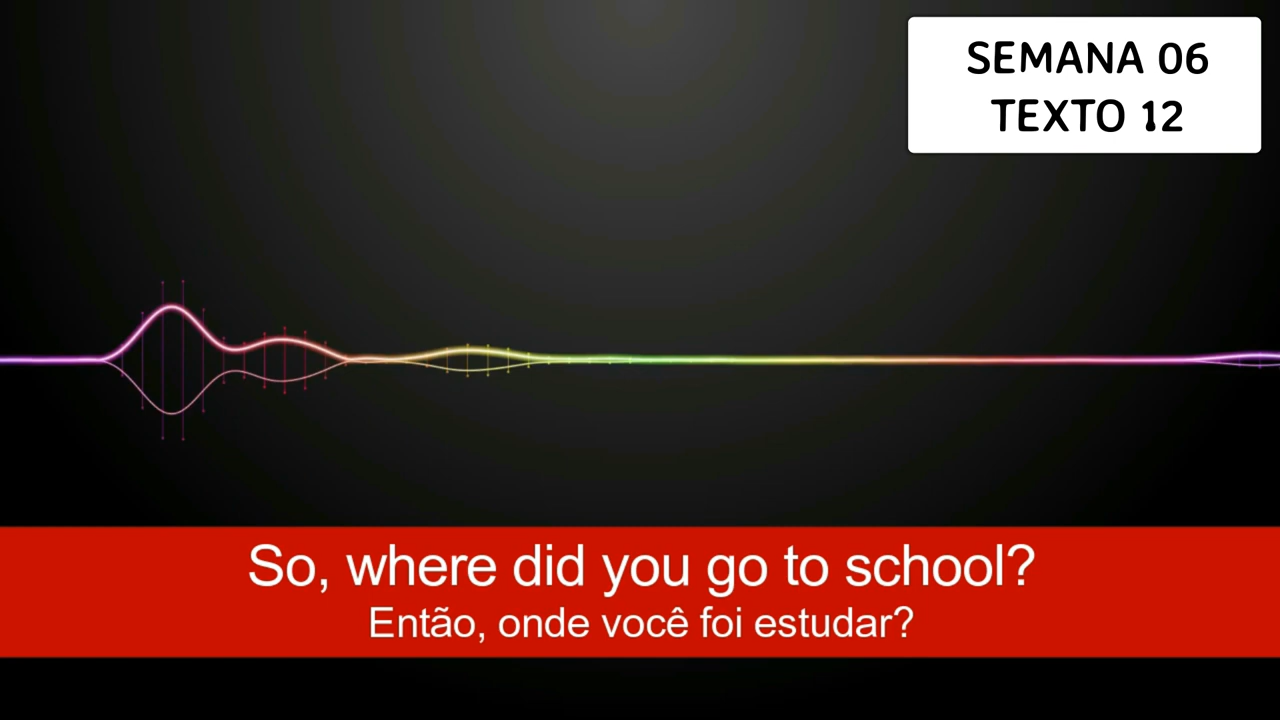 SEMANA 06
TEXTO 12
So, where did you go to school?
Então, onde você foi estudar?